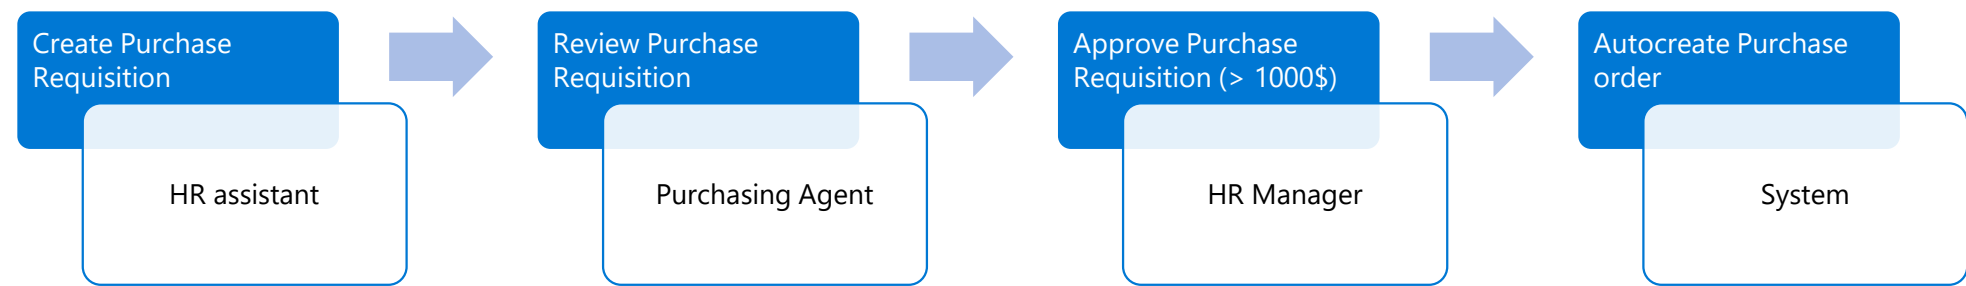 Create Purchase
Requisition
HR assistant
Review Purchase
Requisition
Purchasing Agent
Approve Purchase
Requisition (> 1000$)
HR Manager
Autocreate Purchase
order
System